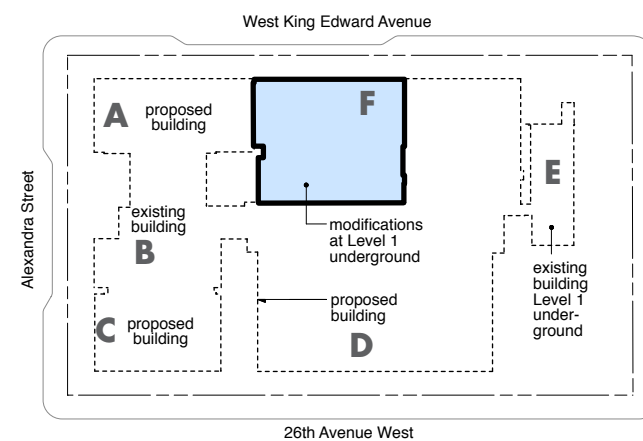 West King Edward Avenue
A
proposed
building
F
E
Alexandra Street
existing
building
B
modifications
at Level 1
underground
existing
building
Level 1
under-
ground
C
proposed
building
proposed
building
D
26th Avenue West